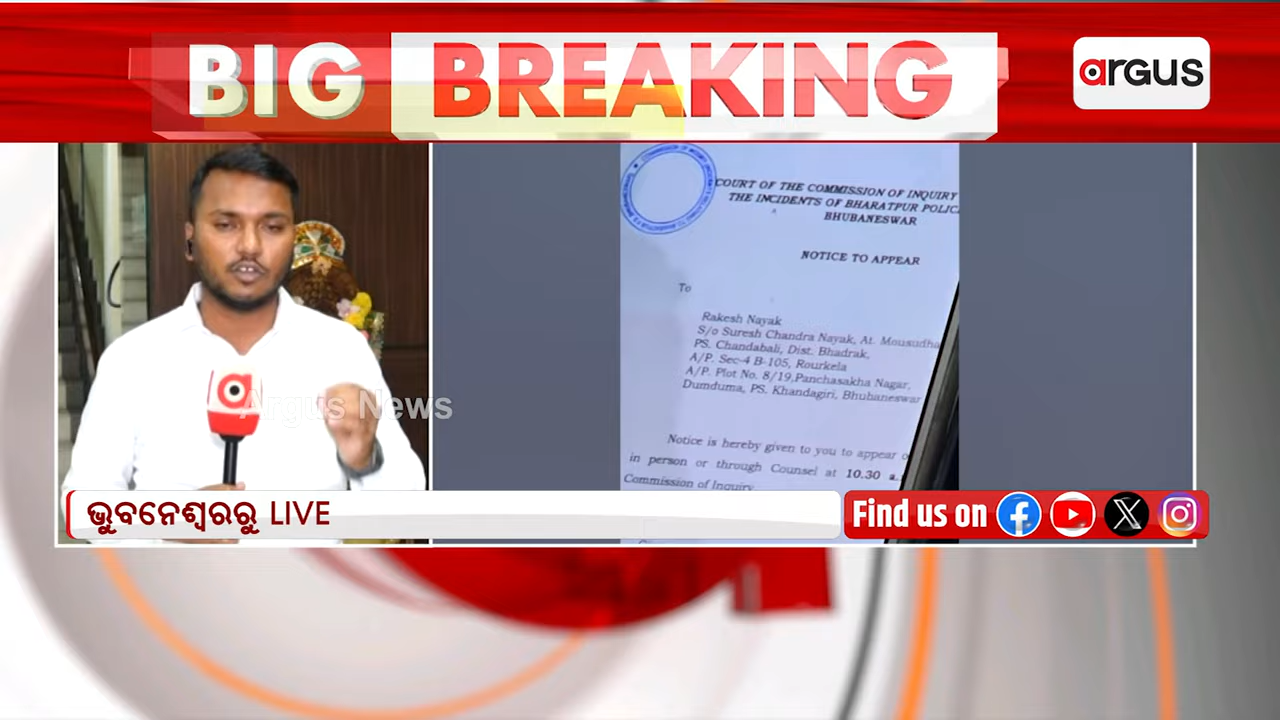 BIG BREAKING
argus
COURT OF THE COMMISSION OF INQUIRY
THE INCIDENTS OF BHARATPUR
BHUBANESWAR
NOTICE TO APPEAR
To
Rakesh Nayak
S/o Suresh Chandra Nayak, At. Mousudha
PS. Chandabali, Dist. Bhadrak,
A/P. Sec-4 B-105, Rourkela
A/P. Plot No. 8/19,Panchasakha Nagar,
Dumduma, PS. Khandagiri, Bhubaneswar
Notice is hereby given to you to appear
in person or through Counsel at 10.30
Commission of Inquiry
Argus News
ଭୁବନେଶ୍ୱରରୁ LIVE
Find us on